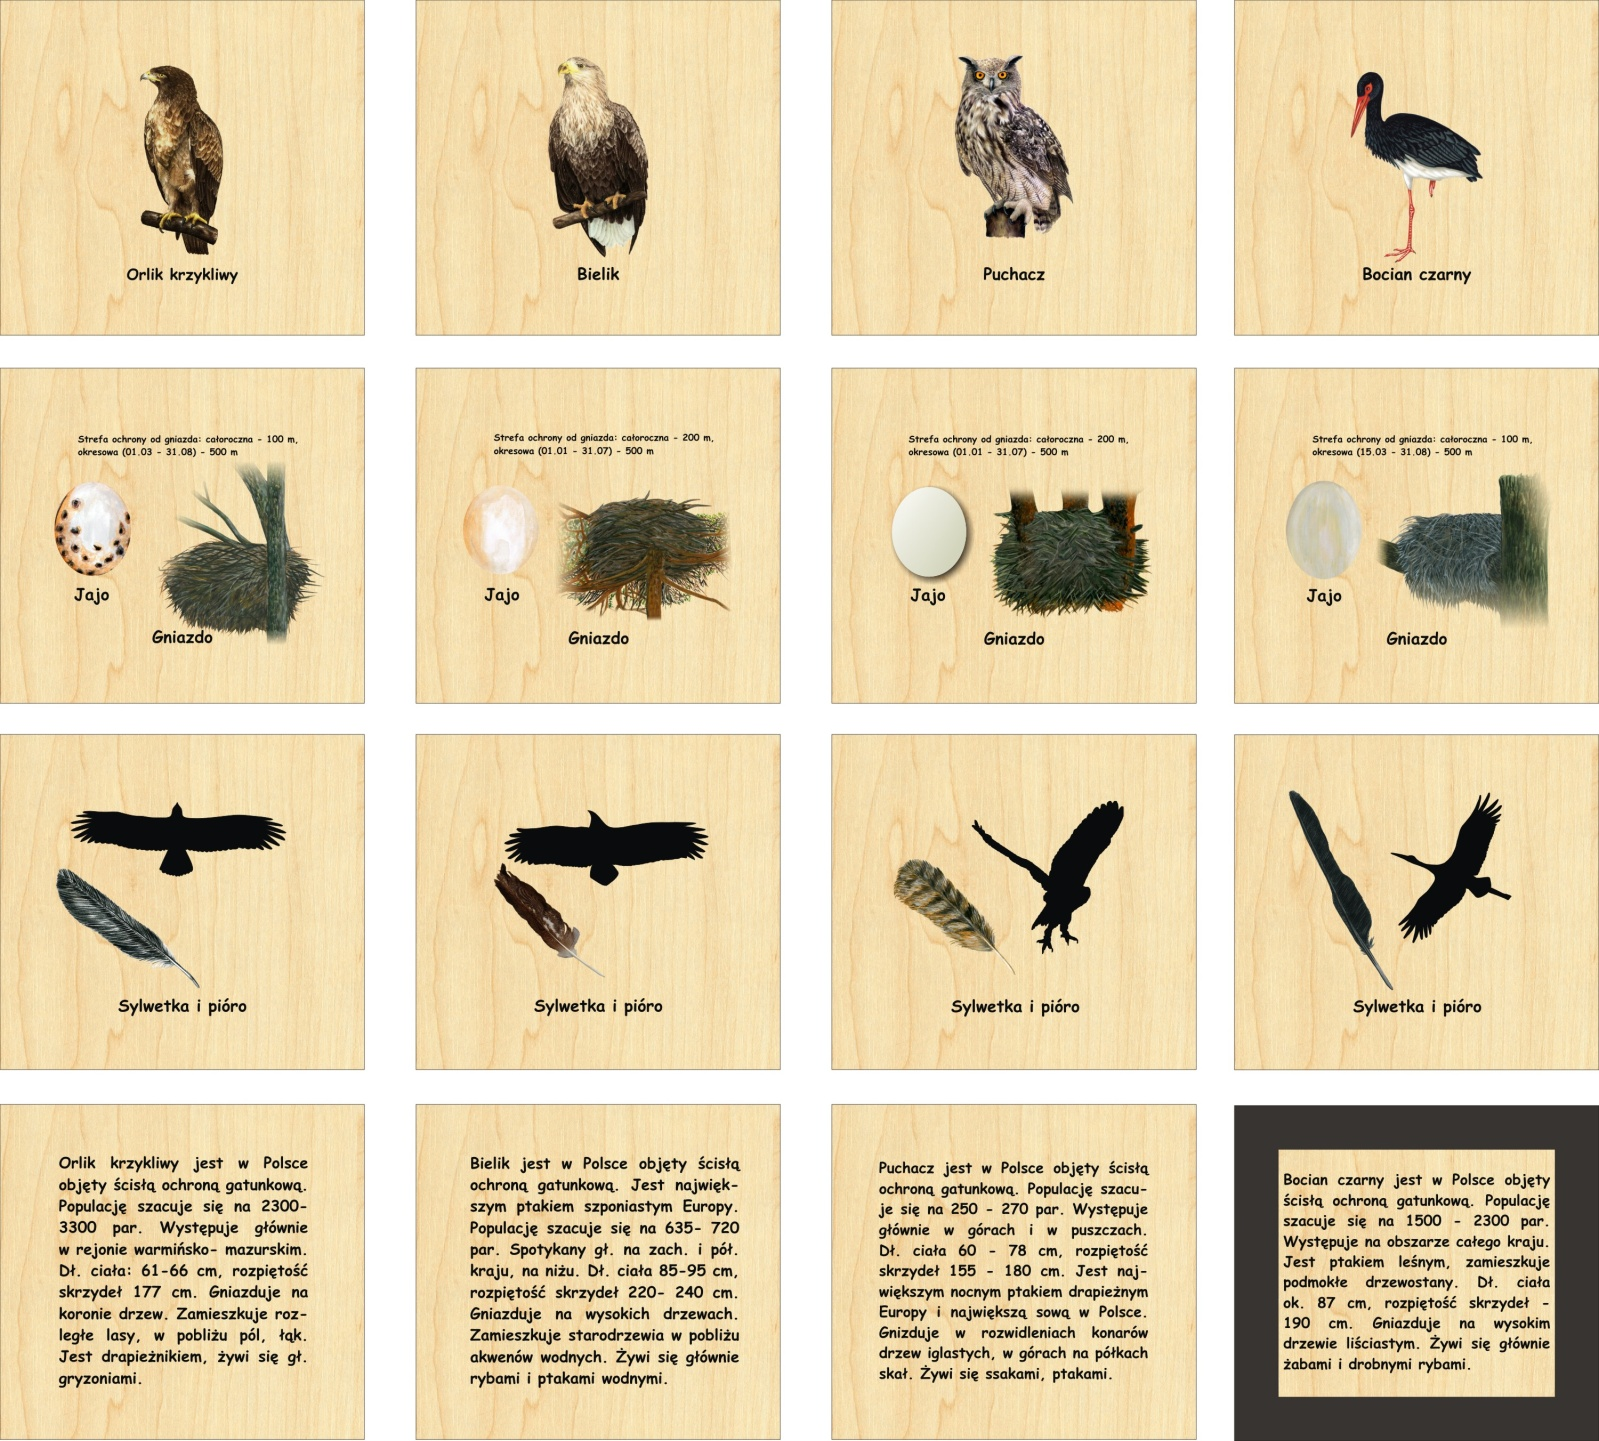 Orlik krzykliwy
Bielik
Puchacz
Bocian czarny
Strefa ochrony od gniazda: całoroczna - 100 m,
okresowa (01.03 - 31.08) - 500 m
Jajo
Gniazdo
Strefa ochrony od gniazda: całoroczna - 200 m,
okresowa (01.01 - 31.07) - 500 m
Jajo
Gniazdo
Strefa ochrony od gniazda: całoroczna - 200 m,
okresowa (01.01 - 31.07) - 500 m
Jajo
Gniazdo
Strefa ochrony od gniazda: całoroczna - 100 m,
okresowa (15.03 - 31.08) - 500 m
Jajo
Gniazdo
Sylwetka i pióro
Sylwetka i pióro
Sylwetka i pióro
Sylwetka i pióro
Orlik krzykliwy jest w Polsce
objęty ścisłą ochroną gatunkową.
Populację szacuje się na 2300-
3300 par. Występuje głównie
w rejonie warmińsko- mazurskim.
Dł. ciała: 61-66 cm, rozpiętość
skrzydeł 177 cm. Gniazduje na
koronie drzew. Zamieszkuje roz-
ległe lasy, w pobliżu pól, łąk.
Jest drapieżnikiem, żywi się gł.
gryzoniami.
Bielik jest w Polsce objęty ścisłą
ochroną gatunkową. Jest najwięk-
szym ptakiem szponiastym Europy.
Populację szacuje się na 635- 720
par. Spotykany gł. na zach. i pół.
kraju, na niżu. Dł. ciała 85-95 cm,
rozpiętość skrzydeł 220- 240 cm.
Gniazduje na wysokich drzewach.
Zamieszkuje starodrzewia w pobliżu
akwenów wodnych. Żywi się głównie
rybami i ptakami wodnymi.
Puchacz jest w Polsce objęty ścisłą
ochroną gatunkową. Populację szacu-
je się na 250 - 270 par. Występuje
głównie w górach i w puszczach.
Dł. ciała 60 - 78 cm, rozpiętość
skrzydeł 155 - 180 cm. Jest naj-
większym nocnym ptakiem drapieżnym
Europy i największą sową w Polsce.
Gnizduje w rozwidleniach konarów
drzew iglastych, w górach na półkach
skał. Żywi się ssakami, ptakami.
Bocian czarny jest w Polsce objęty
ścisłą ochroną gatunkową. Populację
szacuje się na 1500 - 2300 par.
Występuje na obszarze całego kraju.
Jest ptakiem leśnym, zamieszkuje
podmokłe drzewostany. Dł. ciała
ok. 87 cm, rozpiętość skrzydeł -
190 cm. Gniazduje na wysokim
drzewie liściastym. Żywi się głównie
żabami i drobnymi rybami.